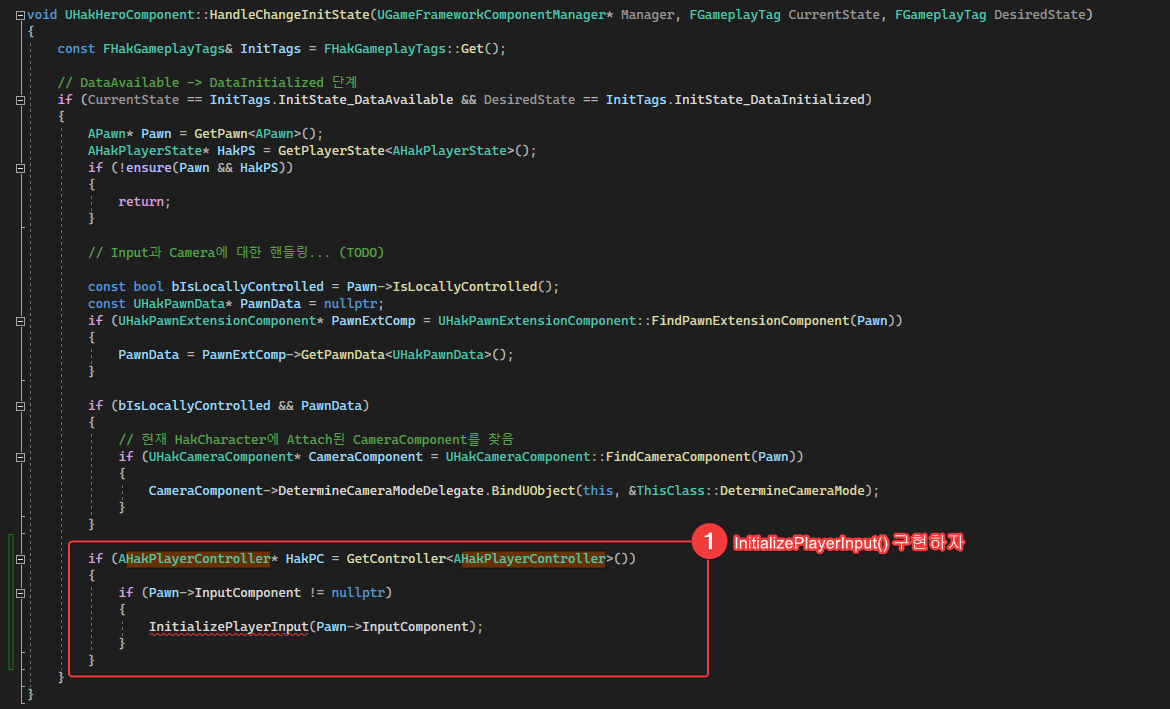 void UHakHeroComponent::HandleChangeInitState(UGameFrameworkComponentManager* Manager, FGameplayTag CurrentState, FGameplayTag DesiredState)
{
const FHakGameplayTags& InitTags = FHakGameplayTags::Get();
// DataAvailable -> DataInitialized 단계
if (CurrentState == InitTags.InitState_DataAvailable && DesiredState == InitTags.InitState_DataInitialized)
{
APawn* Pawn = GetPawn<APawn>();
AHakPlayerState* HakPS = GetPlayerState<AHakPlayerState>();
if (!ensure(Pawn && HakPS))
{
return;
}
// Input과 Camera에 대한 핸들링... (TODO)
const bool bIsLocallyControlled = Pawn->IsLocallyControlled();
const UHakPawnData* PawnData = nullptr;
if (UHakPawnExtensionComponent* PawnExtComp = UHakPawnExtensionComponent::FindPawnExtensionComponent(Pawn))
{
PawnData = PawnExtComp->GetPawnData<UHakPawnData>();
}
if (bIsLocallyControlled && PawnData)
{
// 현재 HakCharacter에 Attach된 CameraComponent를 찾음
if (UHakCameraComponent* CameraComponent = UHakCameraComponent::FindCameraComponent(Pawn))
{
CameraComponent->DetermineCameraModeDelegate.BindUObject(this, &ThisClass::DetermineCameraMode);
}
}
1 InitializePlayerInput() 구현하자
if (AHakPlayerController* HakPC = GetController<AHakPlayerController>())
{
if (Pawn->InputComponent != nullptr)
{
InitializePlayerInput(Pawn->InputComponent);
}
}
}
}